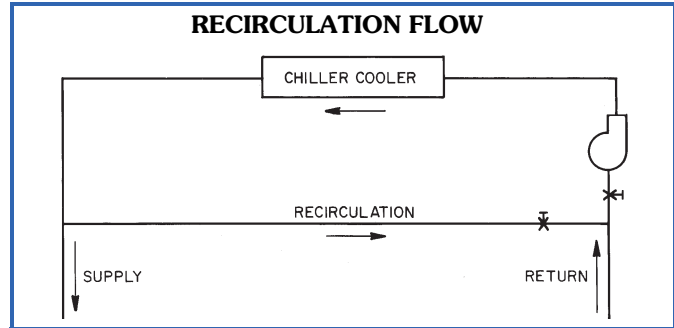 RECIRCULATION FLOW
CHILLER COOLER
RECIRCULATION
SUPPLY
RETURN